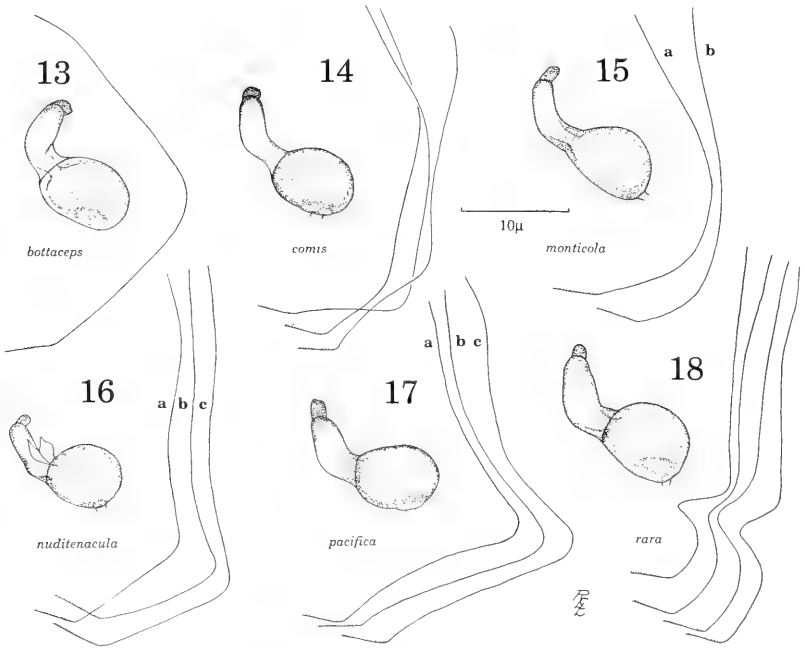 13
bottaceps
14
comis
15
a b
10μ
monticola
16
a b c
nuditenacula
17
a b c
pacifica
18
rara